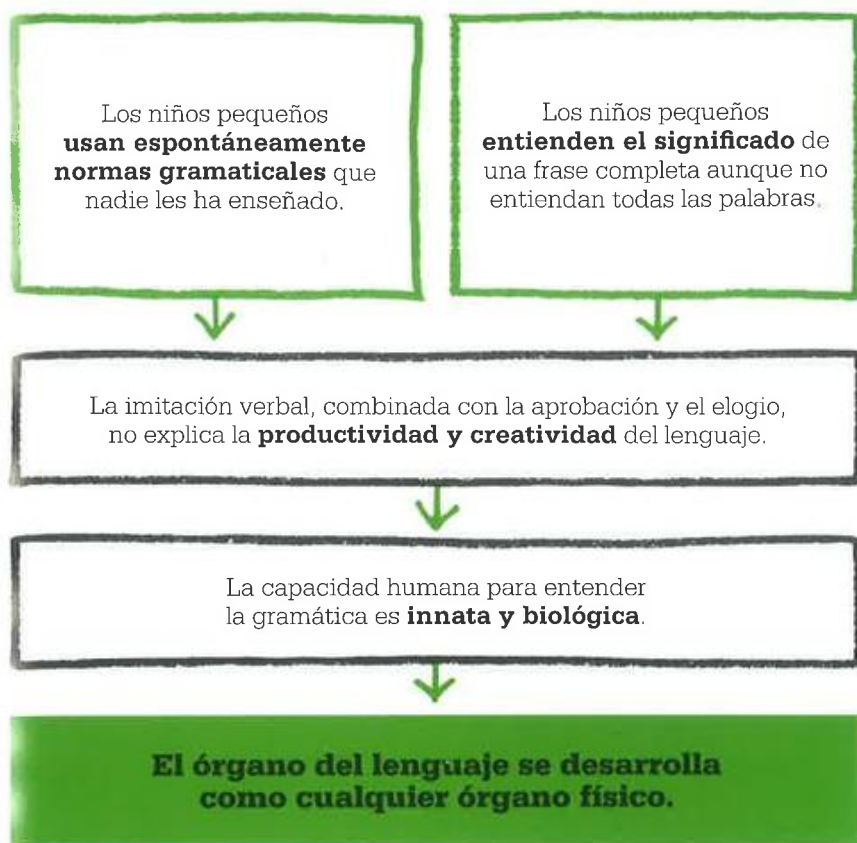 Los niños pequeños
usan espontáneamente
normas gramaticales que
nadie les ha enseñado.
Los niños pequeños
entienden el significado de
una frase completa aunque no
entiendan todas las palabras.
La imitación verbal, combinada con la aprobación y el elogio,
no explica la productividad y creatividad del lenguaje.
La capacidad humana para entender
la gramática es innata y biológica.
El órgano del lenguaje se desarrolla
como cualquier órgano físico.